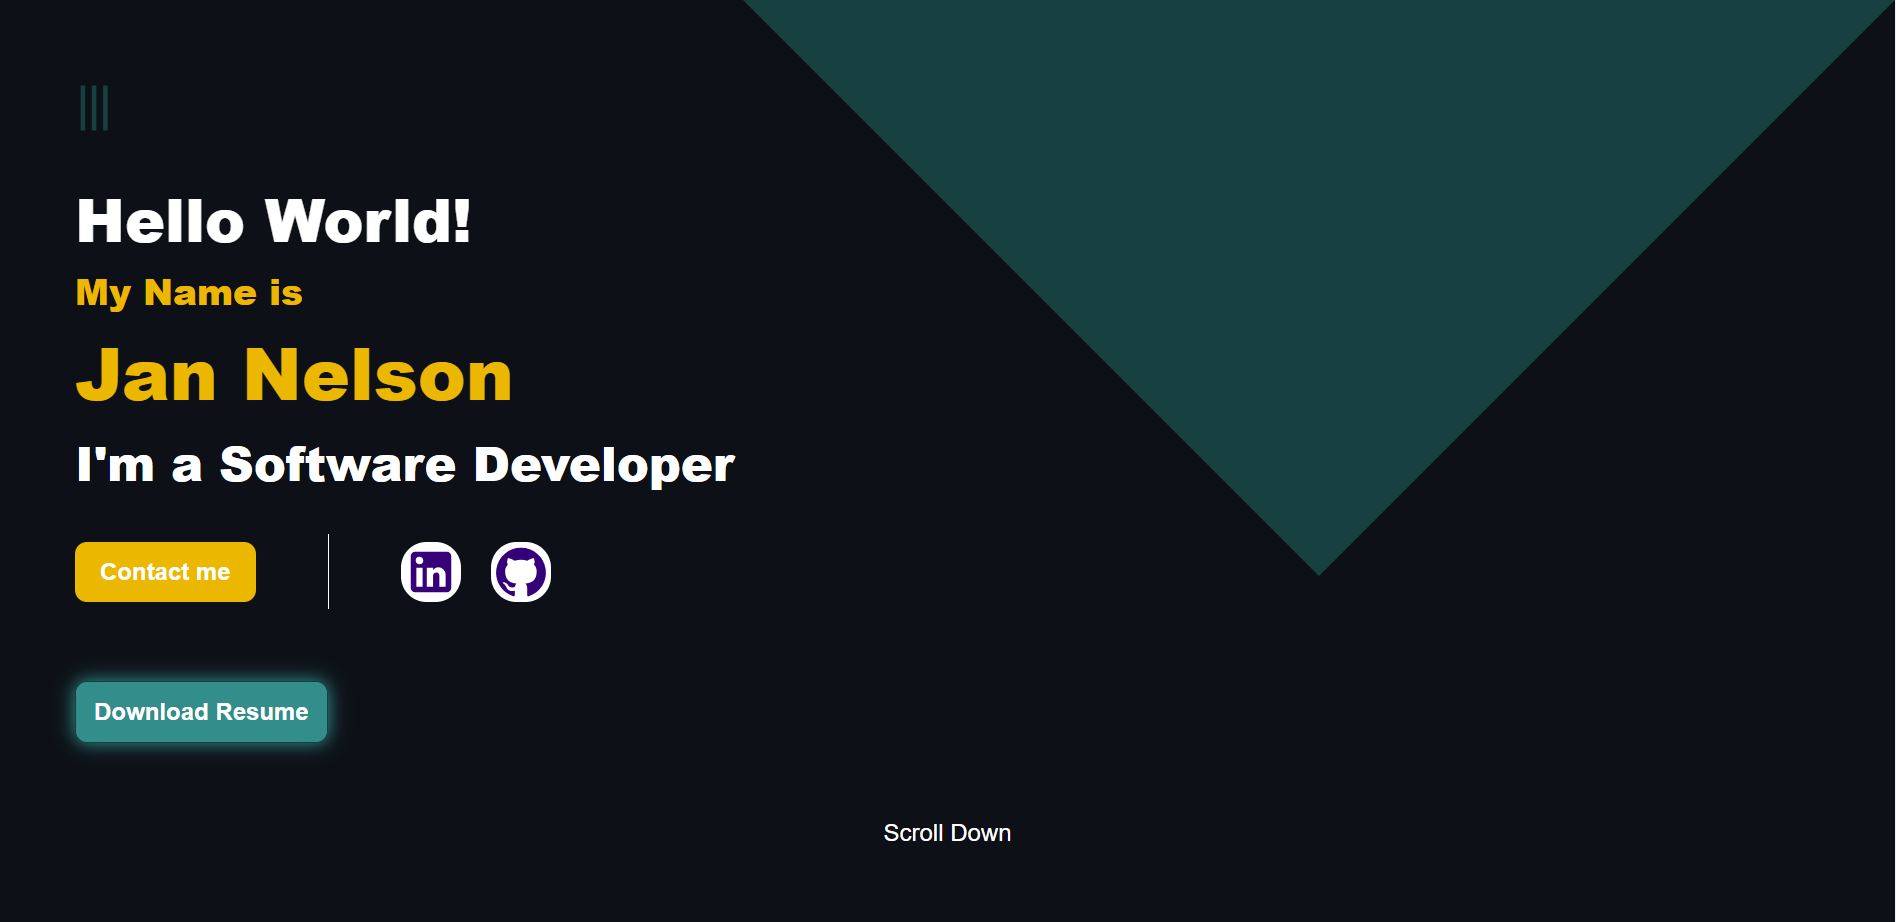 Hello World!
My Name is
Jan Nelson
I'm a Software Developer
Contact me
in
Download Resume
Scroll Down